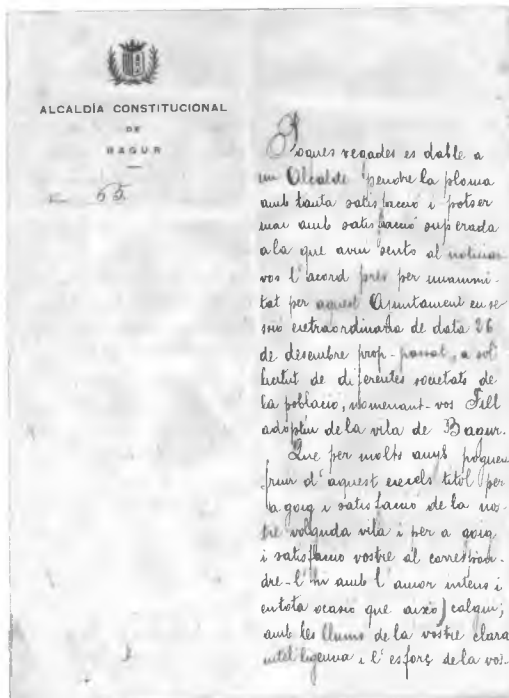 ALCALDÍA CONSTITUCIONAL
DE
BAGUR
55
Poques vegades es dable a
un Alcalde pendre la ploma
amb tanta satisfacció i potser
mai amb satisfacció superada
a la que avui sento al noticiar
vos l'acord pres per unanimi-
tat per aquest Ajuntament en se
sió extraordinaria de data 26
de desembre prop-passat, a sol
licitut de diferentes societats de
la població, nomenant-vos Fill
adoptiu de la vila de Bagur.
Que per molts anys pogueu
fruir d'aquest excels títol per
a goig i satisfacció de la nos-
tre volguda vila i per a goig
i satisfacció vostre al correspon-
dre-l'hi amb l'amor intens i
en tota ocasió que aixó calgui,
amb les llums de la vostre clara
intel·ligencia i l'esforç de la vos-